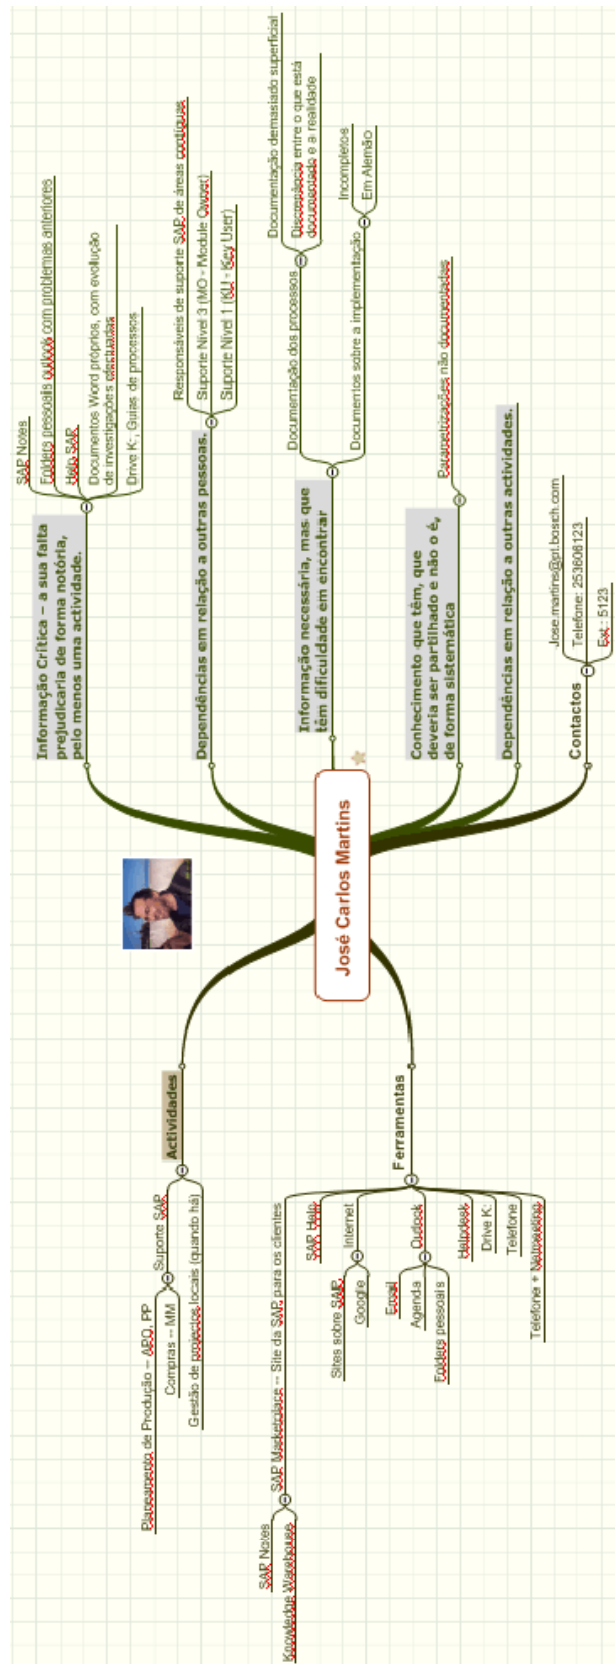 José Carlos Martins
Informação Crítica – a sua falta
prejudicaria de forma notória,
pelo menos uma actividade.
SAP Notes
Folders pessoais outlook com problemas anteriores
Help SAP
Documentos Word próprios, com evolução
de investigações efectuadas
Drive K:, Guias de processos
Dependências em relação a outras pessoas.
Responsáveis de suporte SAP de áreas contíguas
Suporte Nivel 3 (MO - Module Owner)
Suporte Nivel 1 (KU - Key User)
Informação necessária, mas que
têm dificuldade em encontrar
Documentação dos processos
Documentação demasiado superficial
Discrepância entre o que está
documentado e a realidade
Documentos sobre a implementação
Incompletos
Em Alemão
Conhecimento que têm, que
deveria ser partilhado e não o é,
de forma sistemática
Parametrizações não documentadas
Dependências em relação a outras actividades.
Contactos
Jose.martins@pt.bosch.com
Telefone: 253606123
Ext.: 5123
Actividades
Suporte SAP
Planeamento de Produção -- APO, PP
Compras -- MM
Gestão de projectos locais (quando há)
Ferramentas
SAP Marketplace -- Site da SAP para os clientes
SAP Notes
Knowledge Warehouse
SAP Help
Internet
Sites sobre SAP
Google
Outlook
Email
Agenda
Folders pessoais
Helpdesk
Drive K:
Telefone
Telefone + Netmeeting